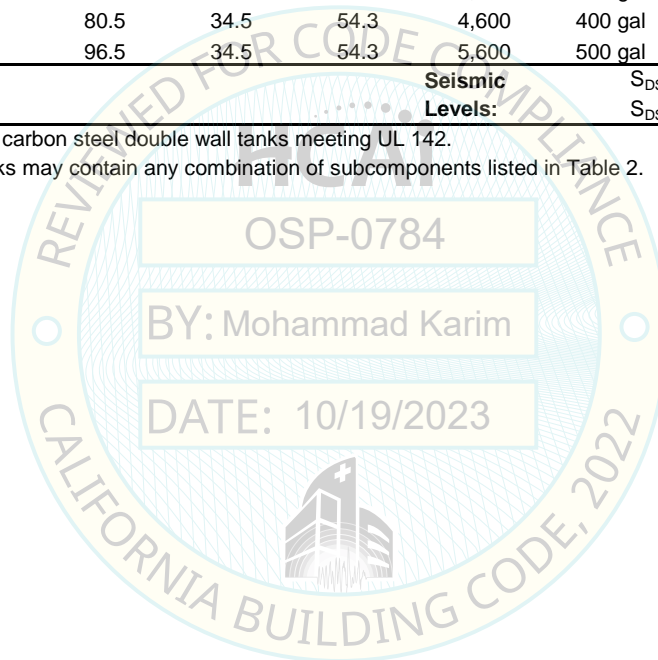 80.5 34.5 54.3 4,600 400 gal
96.5 34.5 54.3 5,600 500 gal
Seismic S_DS
Levels: S_DS
carbon steel double wall tanks meeting UL 142.
ks may contain any combination of subcomponents listed in Table 2.
REVIEWED FOR CODE COMPLIANCE
HCAi
OSP-0784
BY: Mohammad Karim
DATE: 10/19/2023
CALIFORNIA BUILDING CODE, 2022